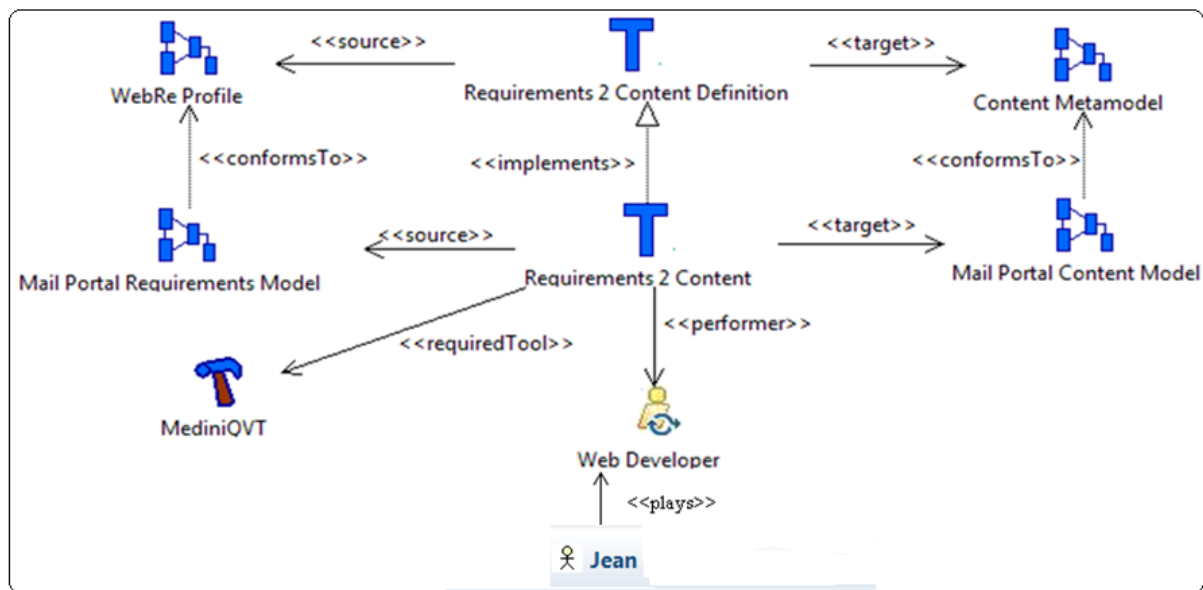 <<source>>
<<target>>
WebRe Profile
Requirements 2 Content Definition
Content Metamodel
<<conformsTo>>
<<implements>>
<<conformsTo>>
<<source>>
<<target>>
Mail Portal Requirements Model
Requirements 2 Content
Mail Portal Content Model
<<performer>>
<<requiredTool>>
MediniQVT
Web Developer
<<plays>>
Jean